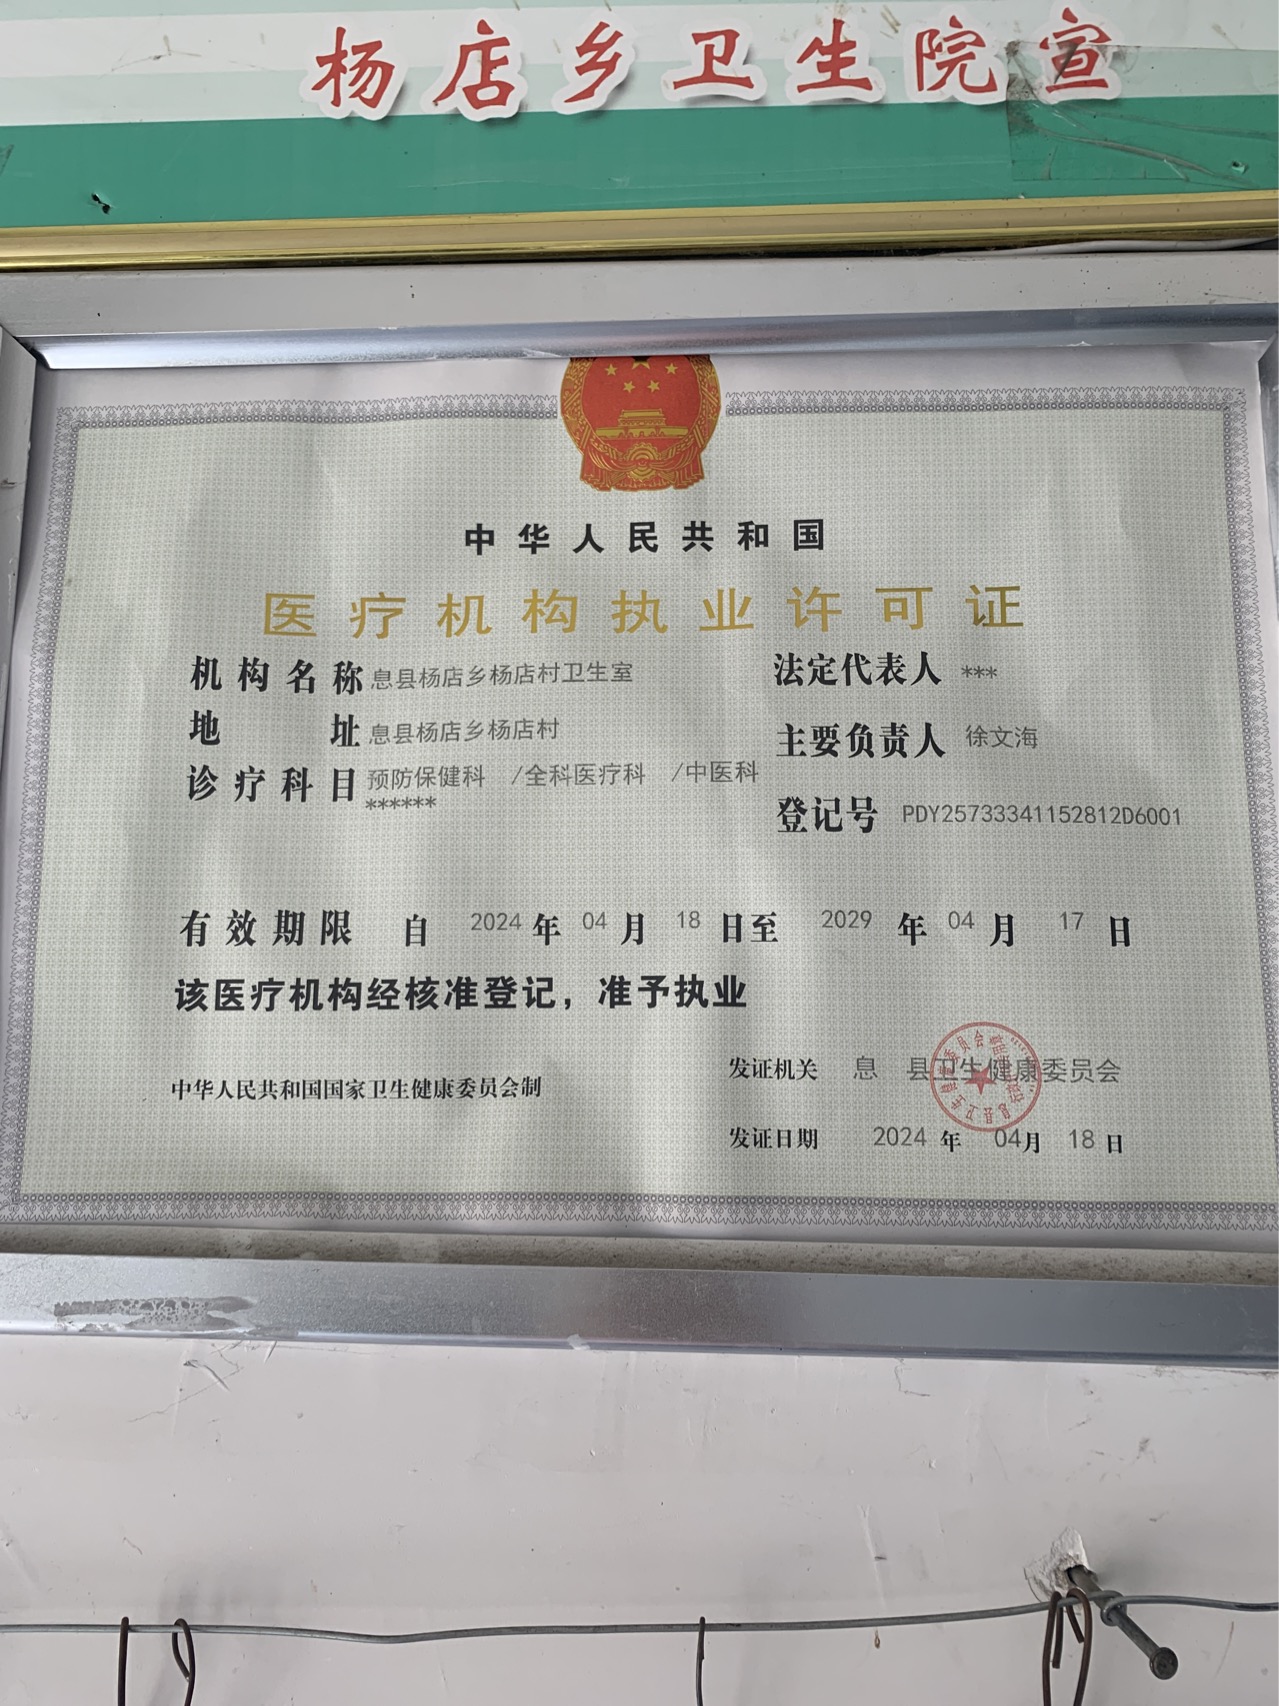 杨店乡卫生院宣
中华人民共和国
医疗机构执业许可证
机构名称 息县杨店乡杨店村卫生室
法定代表人 ***
地址 息县杨店乡杨店村
主要负责人 徐文海
诊疗科目 预防保健科 /全科医疗科 /中医科
******
登记号 PDY25733341152812D6001
有效期限 自 2024 年 04 月 18 日至 2029 年 04 月 17 日
该医疗机构经核准登记，准予执业
发证机关 息 县卫生健康委员会
中华人民共和国国家卫生健康委员会制
发证日期 2024 年 04月 18 日